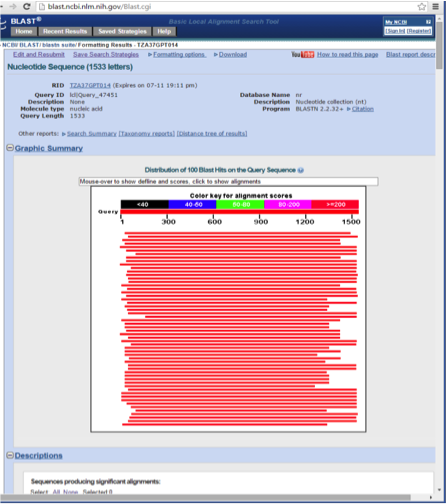 blast.ncbi.nlm.nih.gov/Blast.cgi
BLAST® Basic Local Alignment Search Tool
My NCBI
[Sign In] [Register]
Home Recent Results Saved Strategies Help
NCBI/ BLAST/ blastn suite/ Formatting Results - TZA37GPT014
Edit and Resubmit Save Search Strategies Formatting options Download YouTube How to read this page Blast report descr
Nucleotide Sequence (1533 letters)
RID TZA37GPT014 (Expires on 07-11 19:11 pm)
Query ID lcl|Query_47451
Description None
Molecule type nucleic acid
Query Length 1533
Database Name nr
Description Nucleotide collection (nt)
Program BLASTN 2.2.32+ Citation
Other reports: Search Summary [Taxonomy reports] [Distance tree of results]
Graphic Summary
Distribution of 100 Blast Hits on the Query Sequence
Mouse-over to show defline and scores, click to show alignments
Color key for alignment scores
<40 40-50 50-80 80-200 >=200
Query
1 300 600 900 1200 1500
Descriptions
Sequences producing significant alignments:
Select: All None Selected:0